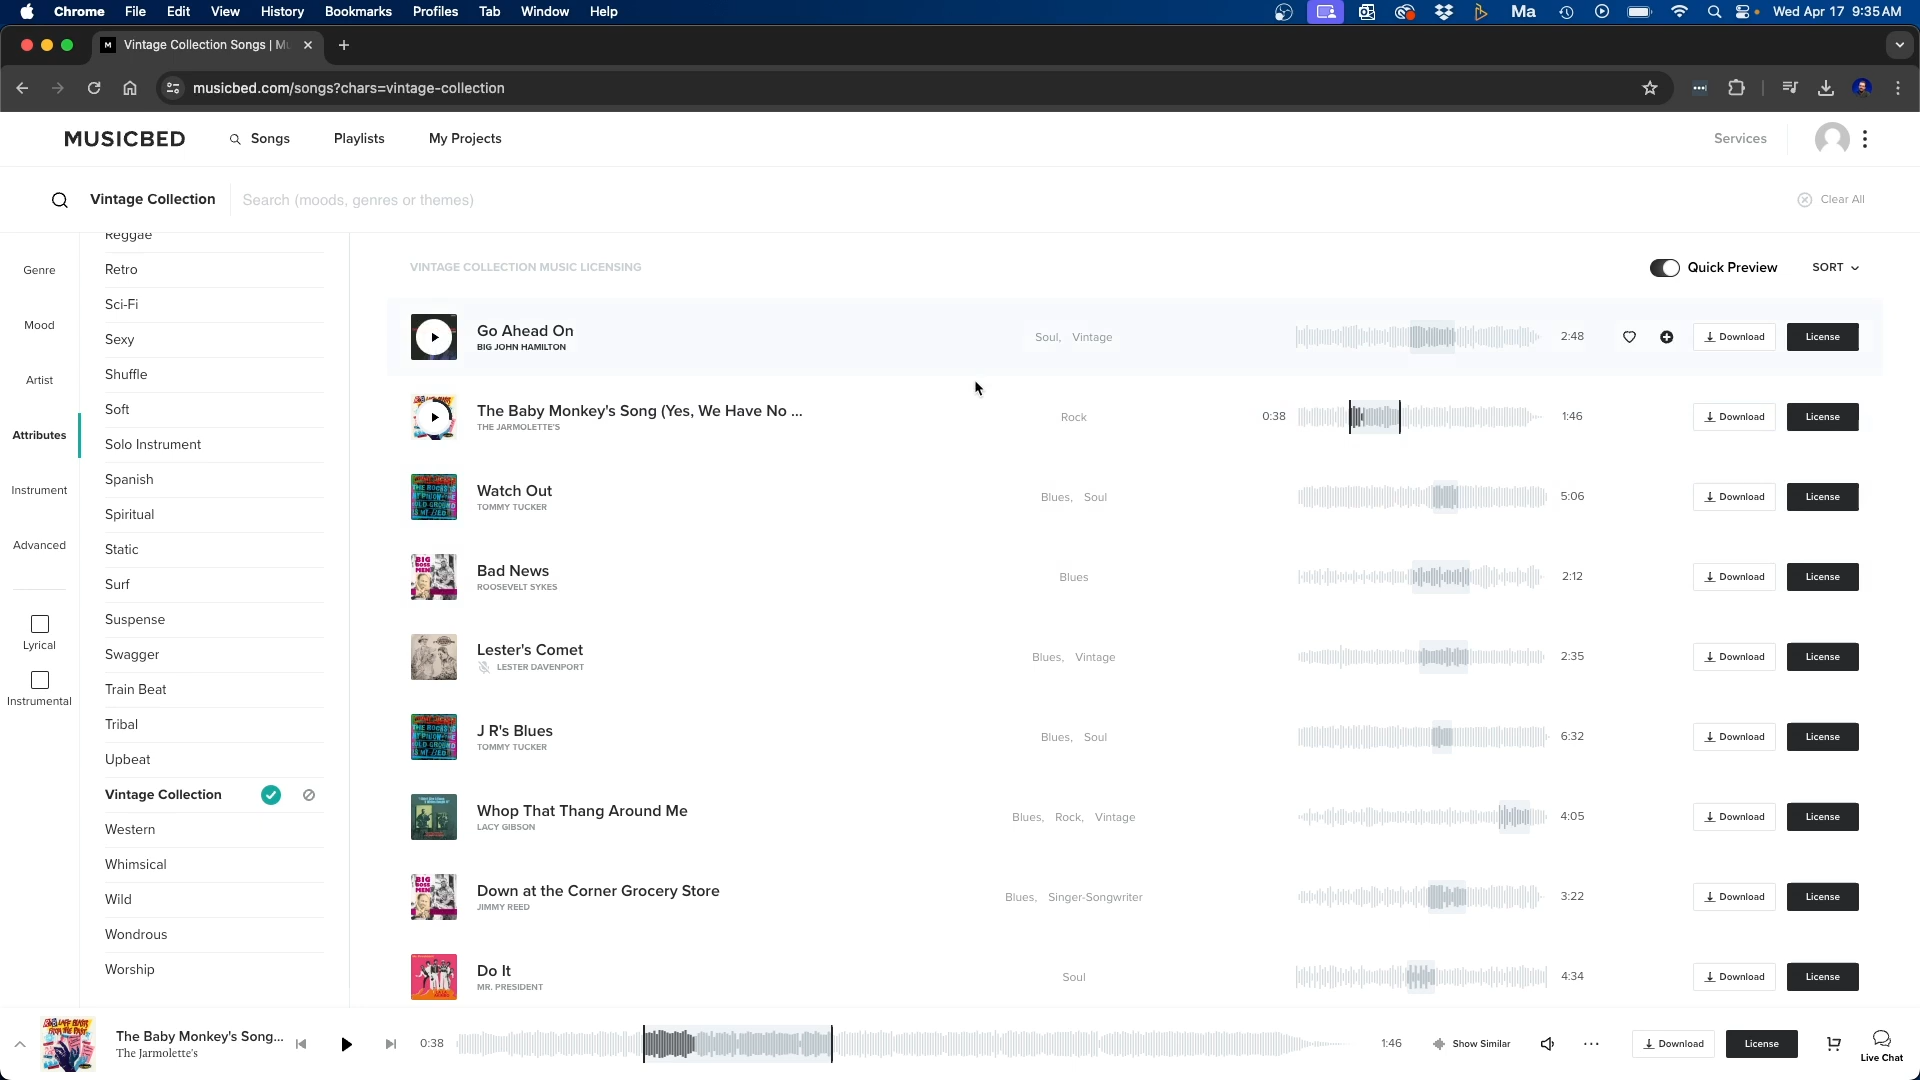 Chrome File Edit View History Bookmarks Profiles Tab Window Help
Ma
Wed Apr 17 9:35 AM
M Vintage Collection Songs | Mu
musicbed.com/songs?chars=vintage-collection
MUSICBED
Songs
Playlists
My Projects
Services
Vintage Collection
Search (moods, genres or themes)
Clear All
Genre
Mood
Artist
Attributes
Instrument
Advanced
Lyrical
Instrumental
Reggae
Retro
Sci-Fi
Sexy
Shuffle
Soft
Solo Instrument
Spanish
Spiritual
Static
Surf
Suspense
Swagger
Train Beat
Tribal
Upbeat
Vintage Collection
Western
Whimsical
Wild
Wondrous
Worship
VINTAGE COLLECTION MUSIC LICENSING
Quick Preview
SORT
Go Ahead On
BIG JOHN HAMILTON
Soul, Vintage
2:48
Download
License
The Baby Monkey's Song (Yes, We Have No ...
THE JARMOLETTE'S
Rock
0:38
1:46
Download
License
Watch Out
TOMMY TUCKER
Blues, Soul
5:06
Download
License
BIG BOSS MEN
Bad News
ROOSEVELT SYKES
Blues
2:12
Download
License
Lester's Comet
LESTER DAVENPORT
Blues, Vintage
2:35
Download
License
J R's Blues
TOMMY TUCKER
Blues, Soul
6:32
Download
License
Whop That Thang Around Me
LACY GIBSON
Blues, Rock, Vintage
4:05
Download
License
BIG BOSS MEN
Down at the Corner Grocery Store
JIMMY REED
Blues, Singer-Songwriter
3:22
Download
License
Do It
MR. PRESIDENT
Soul
4:34
Download
License
The Baby Monkey's Song...
The Jarmolette's
0:38
1:46
Show Similar
Download
License
Live Chat